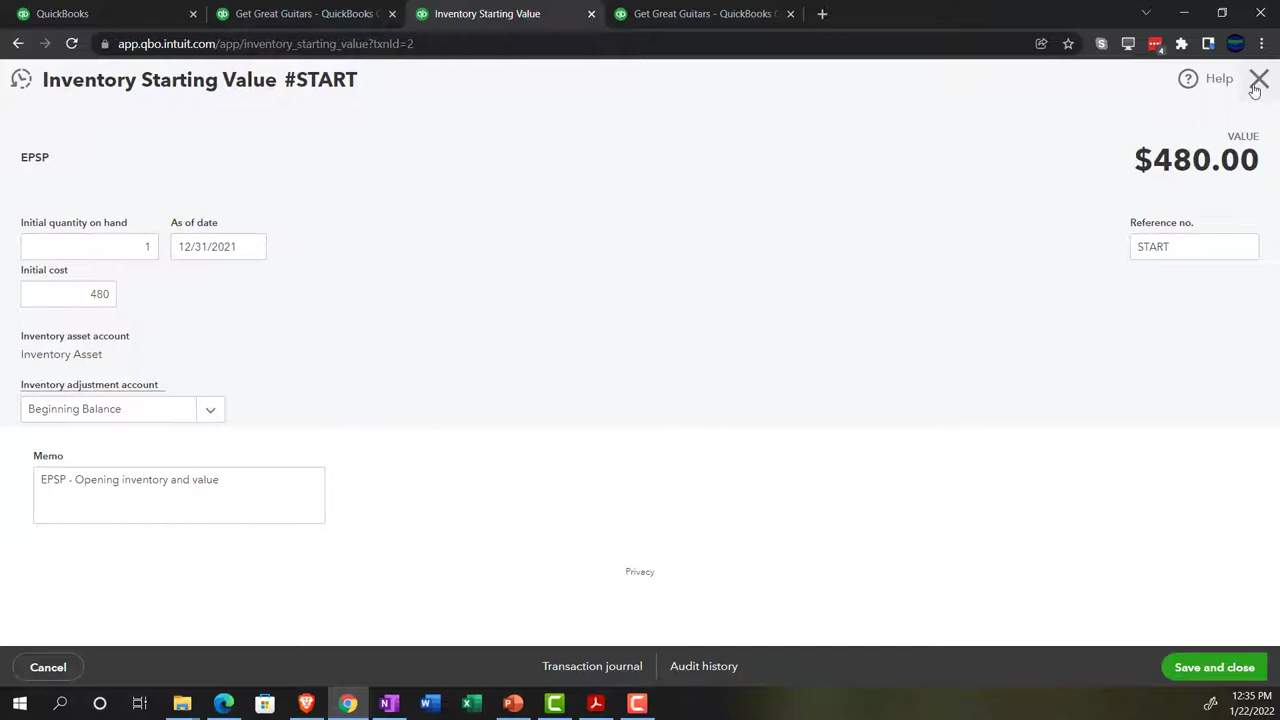 QuickBooks
Get Great Guitars - QuickBooks C
Inventory Starting Value
Get Great Guitars - QuickBooks C
app.qbo.intuit.com/app/inventory_starting_value?txnId=2
4
Inventory Starting Value #START
? Help
EPSP
VALUE
$480.00
Initial quantity on hand
As of date
Reference no.
1
12/31/2021
START
Initial cost
480
Inventory asset account
Inventory Asset
Inventory adjustment account
Beginning Balance
Memo
EPSP - Opening inventory and value
Privacy
Cancel
Transaction journal
Audit history
Save and close
12:35 PM
1/22/2022